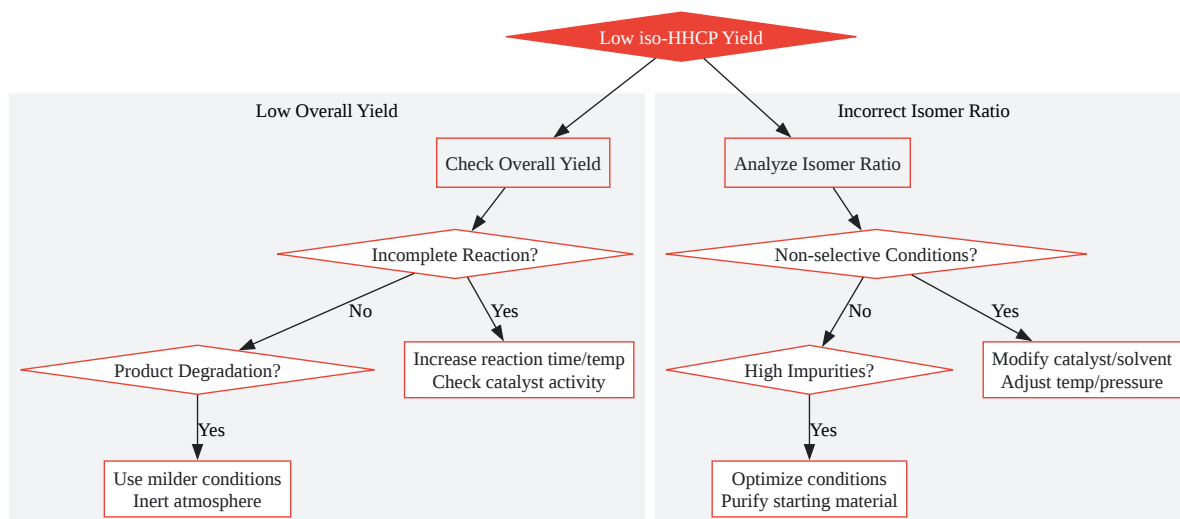 Low iso-HHCP Yield
Low Overall Yield
Incorrect Isomer Ratio
Check Overall Yield
Analyze Isomer Ratio
Incomplete Reaction?
Non-selective Conditions?
No
Yes
No
Yes
Product Degradation?
Increase reaction time/temp
Check catalyst activity
High Impurities?
Modify catalyst/solvent
Adjust temp/pressure
Yes
Yes
Use milder conditions
Inert atmosphere
Optimize conditions
Purify starting material